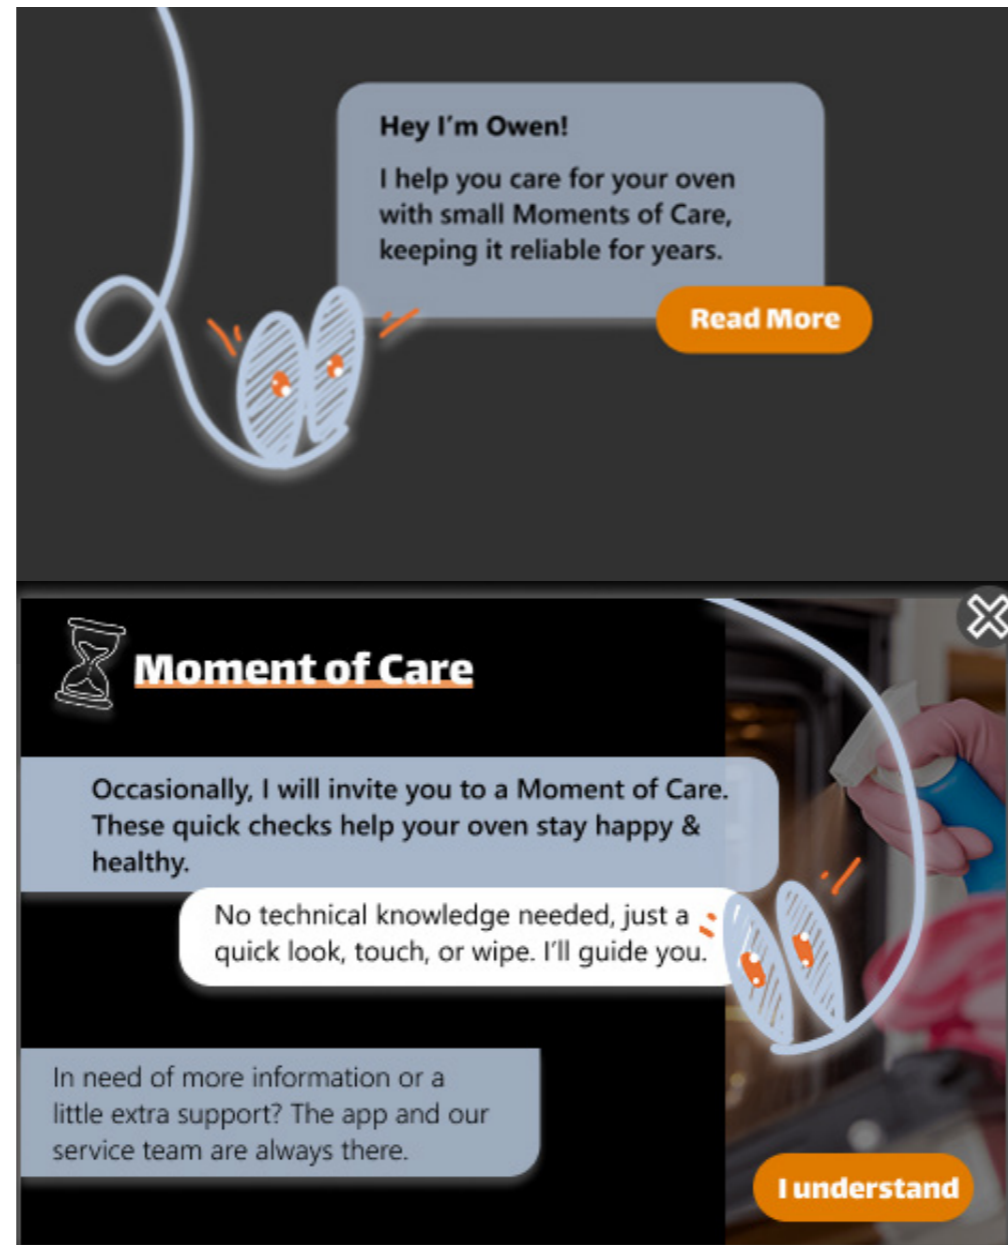 Hey I'm Owen!
I help you care for your oven
with small Moments of Care,
keeping it reliable for years.
Read More
Moment of Care
Occasionally, I will invite you to a Moment of Care.
These quick checks help your oven stay happy &
healthy.
No technical knowledge needed, just a
quick look, touch, or wipe. I'll guide you.
In need of more information or a
little extra support? The app and our
service team are always there.
I understand